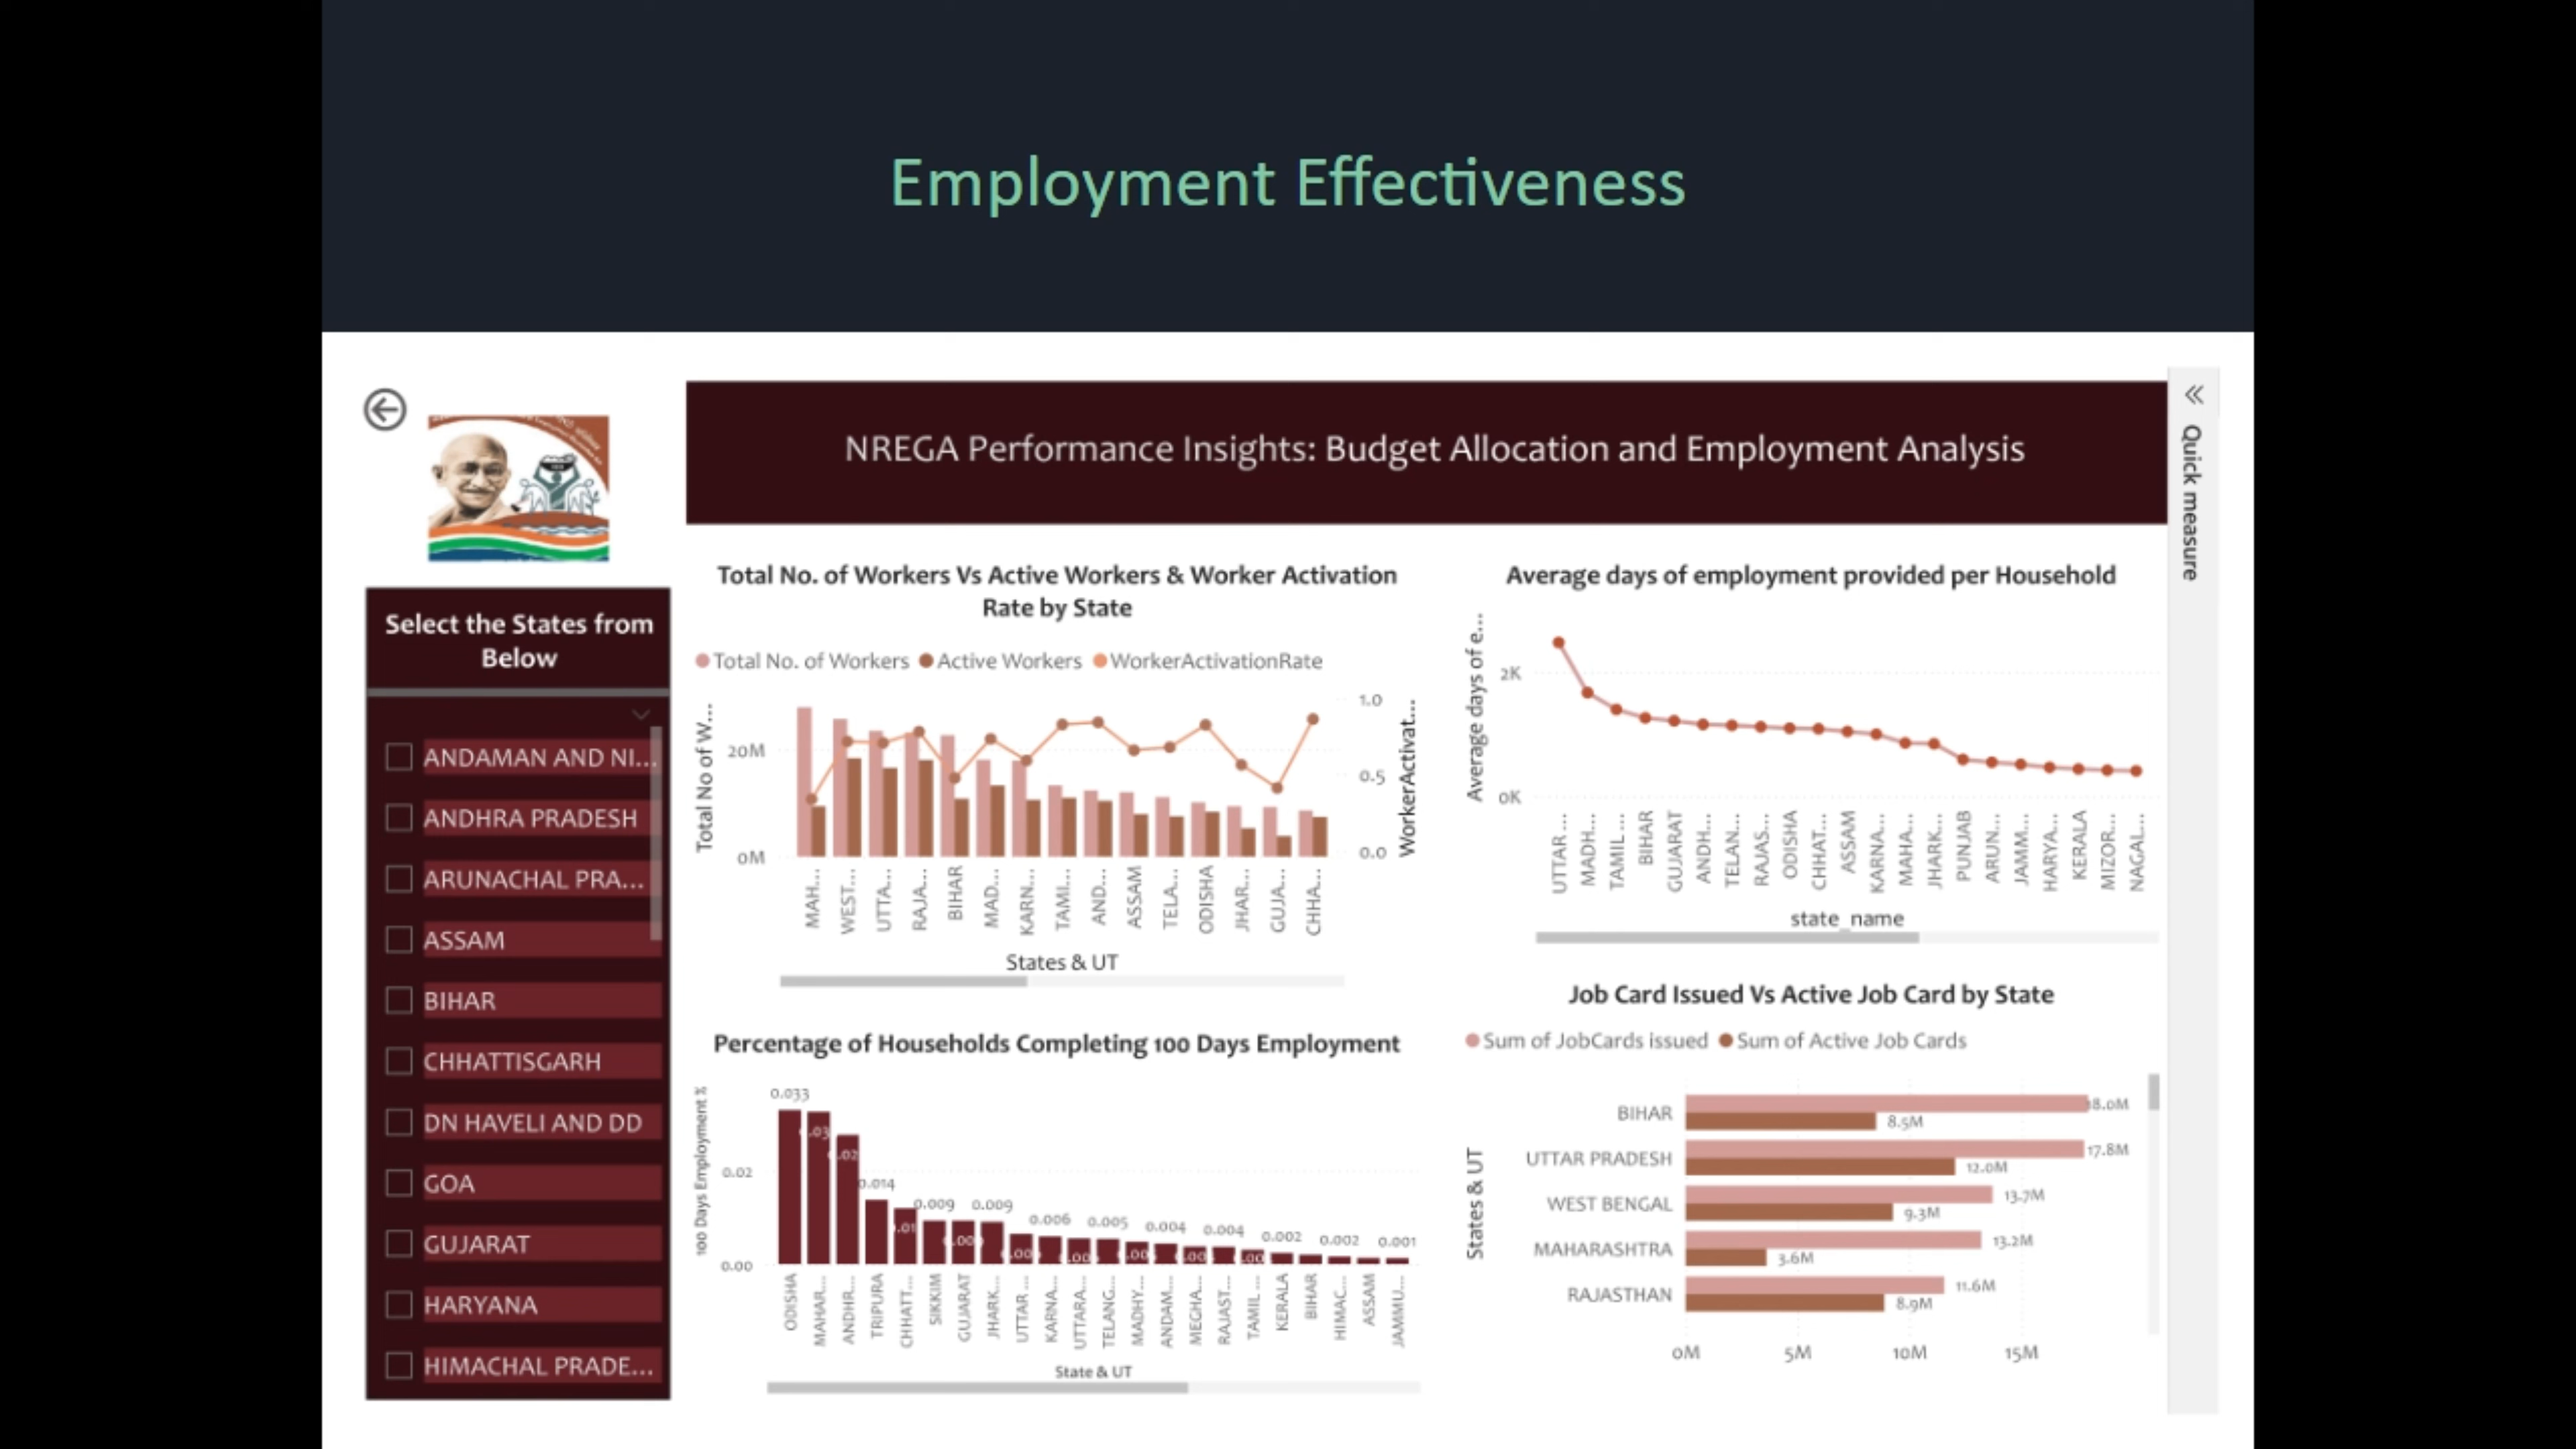 Employment Effectiveness
NREGA Performance Insights: Budget Allocation and Employment Analysis
Quick measure
Select the States from
Below
ANDAMAN AND NI...
ANDHRA PRADESH
ARUNACHAL PRA...
ASSAM
BIHAR
CHHATTISGARH
DN HAVELI AND DD
GOA
GUJARAT
HARYANA
HIMACHAL PRADE...
Total No. of Workers Vs Active Workers & Worker Activation
Rate by State
Total No. of Workers Active Workers WorkerActivationRate
Total No of W...
20M
0M
1.0
0.5
0.0
WorkerActivat...
MAH...
WEST...
UTTA...
RAJA...
BIHAR
MAD...
KARN...
TAMI...
AND...
ASSAM
TELA...
ODISHA
JHAR...
GUJA...
CHHA...
States & UT
Average days of employment provided per Household
Average days of e...
2K
0K
UTTAR ...
MADH...
TAMIL ...
BIHAR
GUJARAT
ANDH...
TELAN...
RAJAS...
ODISHA
CHHAT...
ASSAM
KARNA...
MAHA...
JHARK...
PUNJAB
ARUN...
JAMM...
HARYA...
KERALA
MIZOR...
NAGAL...
state_name
Percentage of Households Completing 100 Days Employment
100 Days Employment %
0.02
0.00
0.033
0.014
0.009
0.009
0.006
0.005
0.004
0.004
0.002
0.002
0.001
ODISHA
MAHAR...
ANDHR...
TRIPURA
CHHATT...
SIKKIM
GUJARAT
JHARK...
UTTAR ...
KARNA...
UTTARA...
TELANG...
MADHY...
ANDAM...
MEGHA...
RAJAST...
TAMIL ...
KERALA
BIHAR
HIMAC...
ASSAM
JAMMU...
State & UT
Job Card Issued Vs Active Job Card by State
Sum of JobCards issued Sum of Active Job Cards
States & UT
BIHAR
18.0M
8.5M
UTTAR PRADESH
17.8M
12.0M
WEST BENGAL
13.7M
9.3M
MAHARASHTRA
13.2M
3.6M
RAJASTHAN
11.6M
8.9M
0M 5M 10M 15M